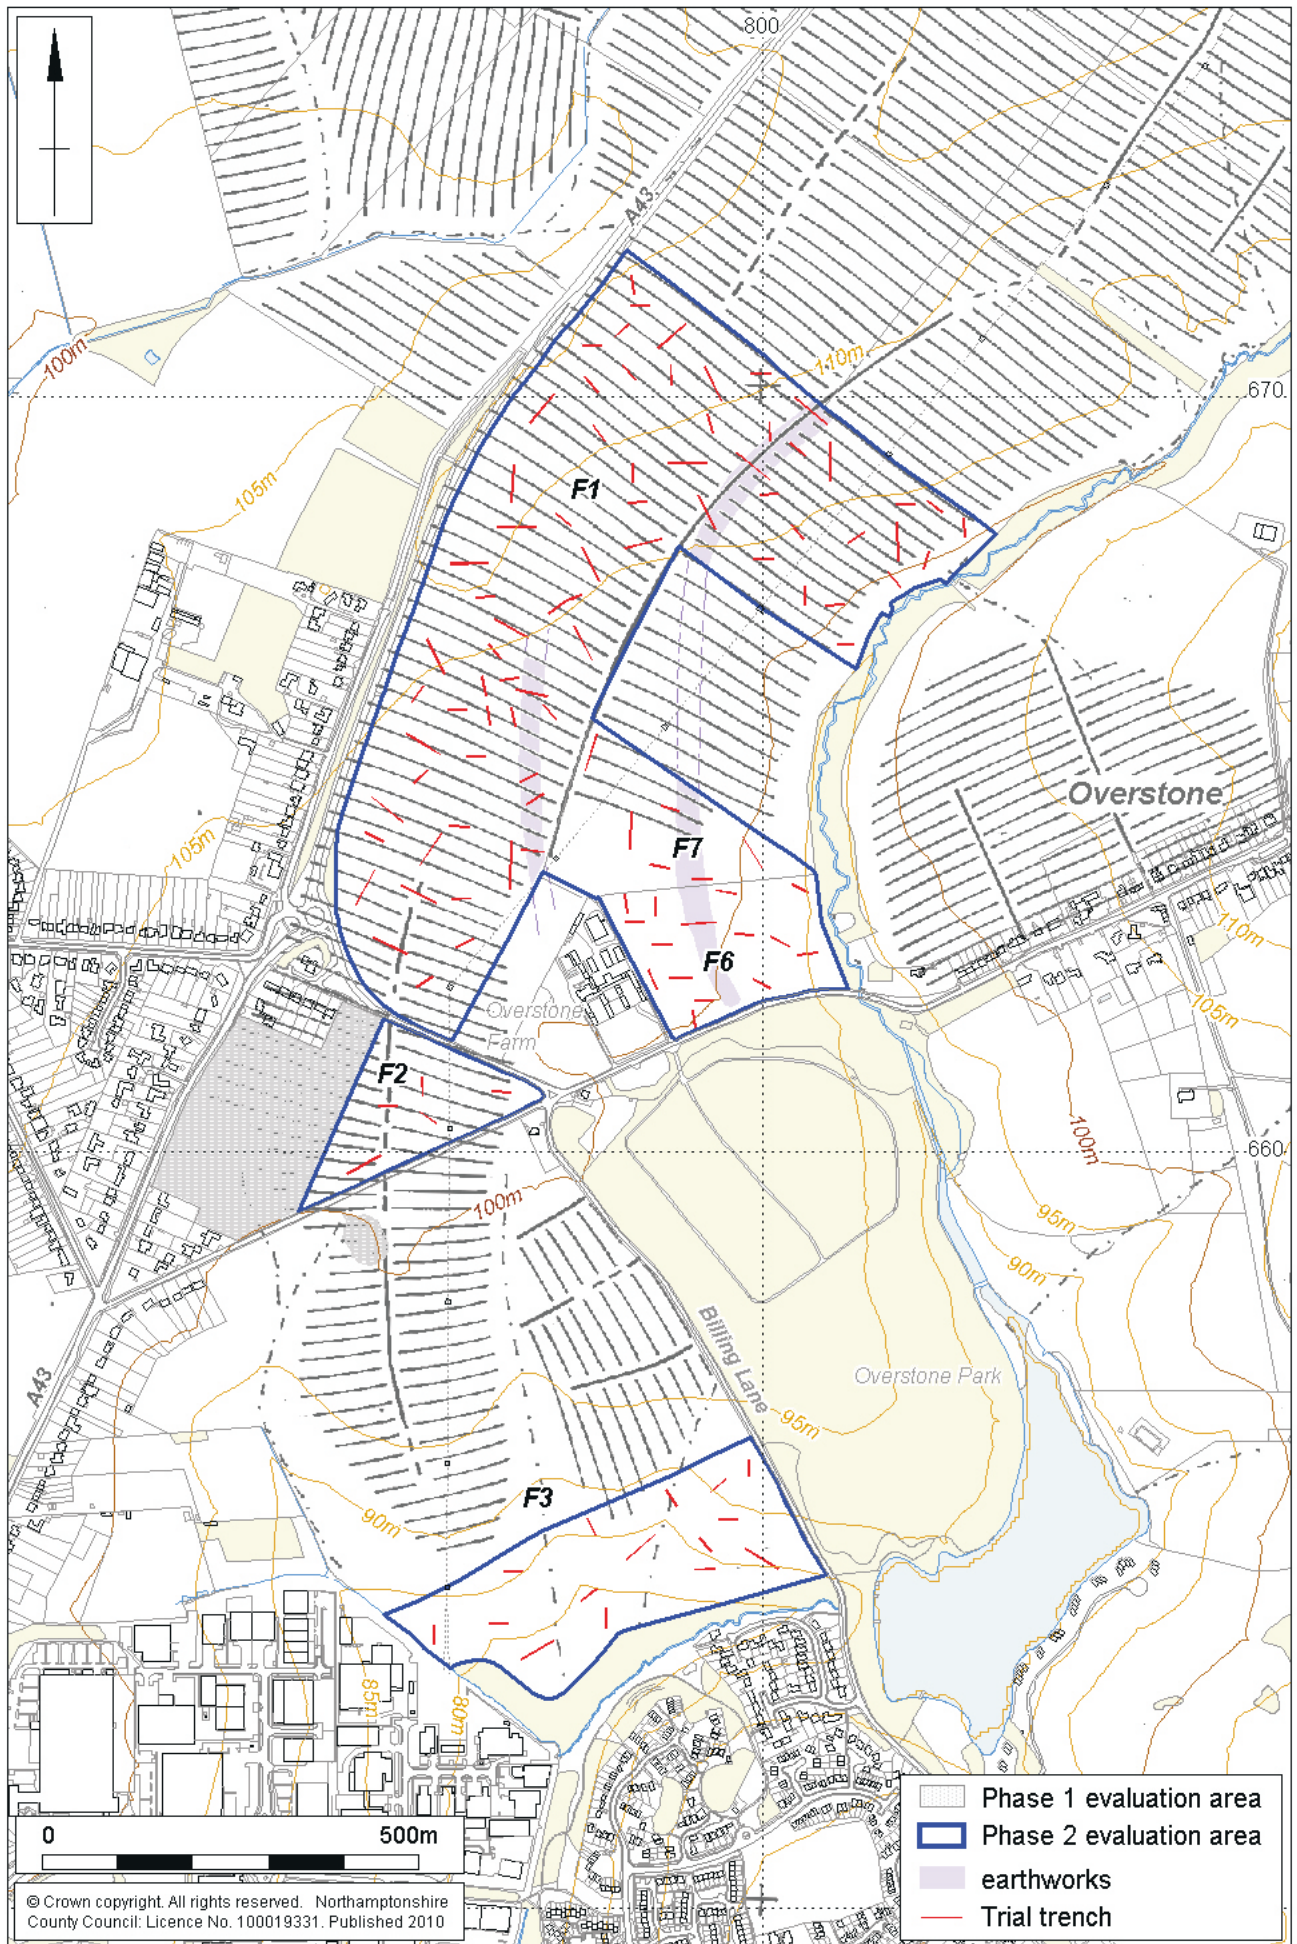 800
A43
100m
110m
670
105m
F1
Overstone
105m
F7
110m
F6
105m
Overstone
Farm
F2
100m
660
100m
95m
90m
Billing Lane
A43
Overstone Park
95m
F3
90m
85m
80m
Phase 1 evaluation area
Phase 2 evaluation area
earthworks
Trial trench
0 500m
© Crown copyright. All rights reserved. Northamptonshire
County Council: Licence No. 100019331. Published 2010